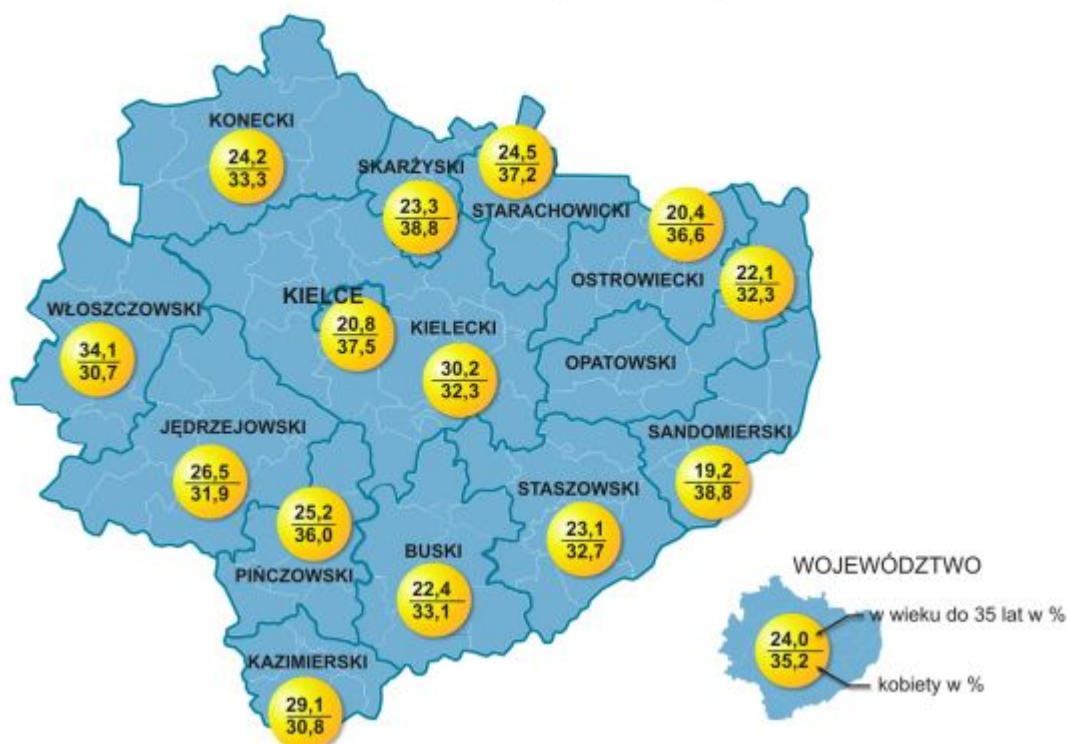 KONECKI
24,2
33,3
SKARŻYSKI
23,3
38,8
24,5
37,2
STARACHOWICKI
20,4
36,6
OSTROWIECKI
22,1
32,3
WŁOSZCZOWSKI
34,1
30,7
KIELCE
20,8
37,5
KIELECKI
30,2
32,3
OPATOWSKI
JĘDRZEJOWSKI
26,5
31,9
SANDOMIERSKI
19,2
38,8
STASZOWSKI
23,1
32,7
25,2
36,0
PIŃCZOWSKI
BUSKI
22,4
33,1
KAZIMIERSKI
29,1
30,8
WOJEWÓDZTWO
24,0
35,2
w wieku do 35 lat w %
kobiety w %